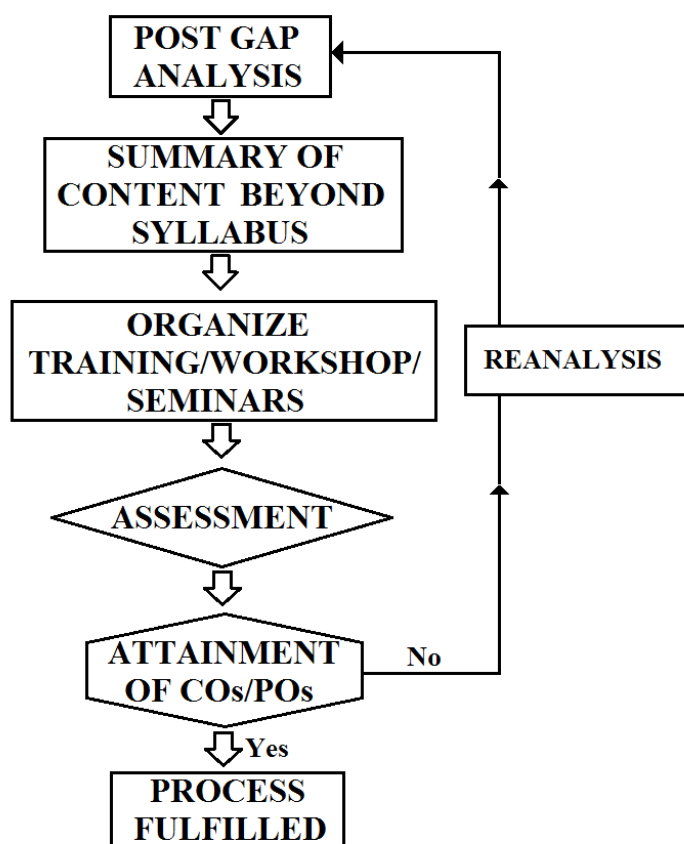 POST GAP
ANALYSIS
SUMMARY OF
CONTENT BEYOND
SYLLABUS
ORGANIZE
TRAINING/WORKSHOP/
SEMINARS
REANALYSIS
ASSESSMENT
ATTAINMENT
OF COs/POs
No
Yes
PROCESS
FULFILLED